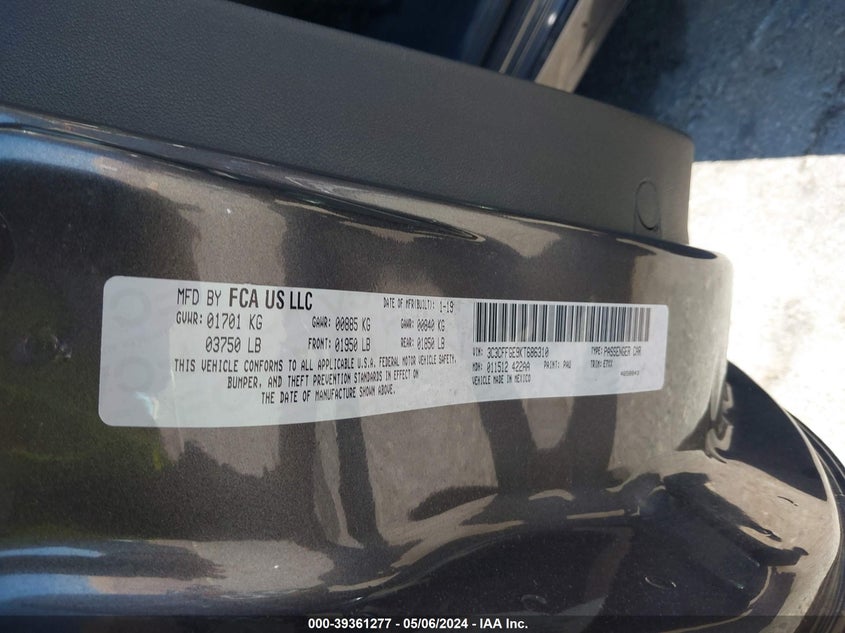 MFD BY FCA US LLC
DATE OF MFR(BUILT): 1-19
GVWR: 01701 KG
GAWR: 00885 KG
GAWR: 00840 KG
03750 LB
FRONT: 01950 LB
REAR: 01850 LB
THIS VEHICLE CONFORMS TO ALL APPLICABLE U.S.A. FEDERAL MOTOR VEHICLE SAFETY,
BUMPER, AND THEFT PREVENTION STANDARDS IN EFFECT ON
THE DATE OF MANUFACTURE SHOWN ABOVE.
VIN: 3C3CFFGE9KT686310
TYPE: PASSENGER CAR
MDH: 011512 422AA
PAINT: PAU
TRIM: ETXX
VEHICLE MADE IN MEXICO
000-39361277 - 05/06/2024 - IAA Inc.